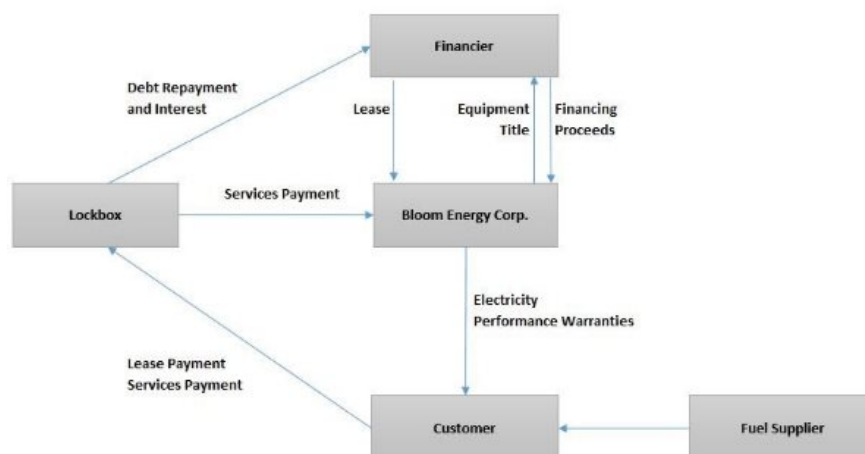 Financier
Debt Repayment
and Interest
Lease
Equipment
Title
Financing
Proceeds
Lockbox
Services Payment
Bloom Energy Corp.
Electricity
Performance Warranties
Lease Payment
Services Payment
Customer
Fuel Supplier